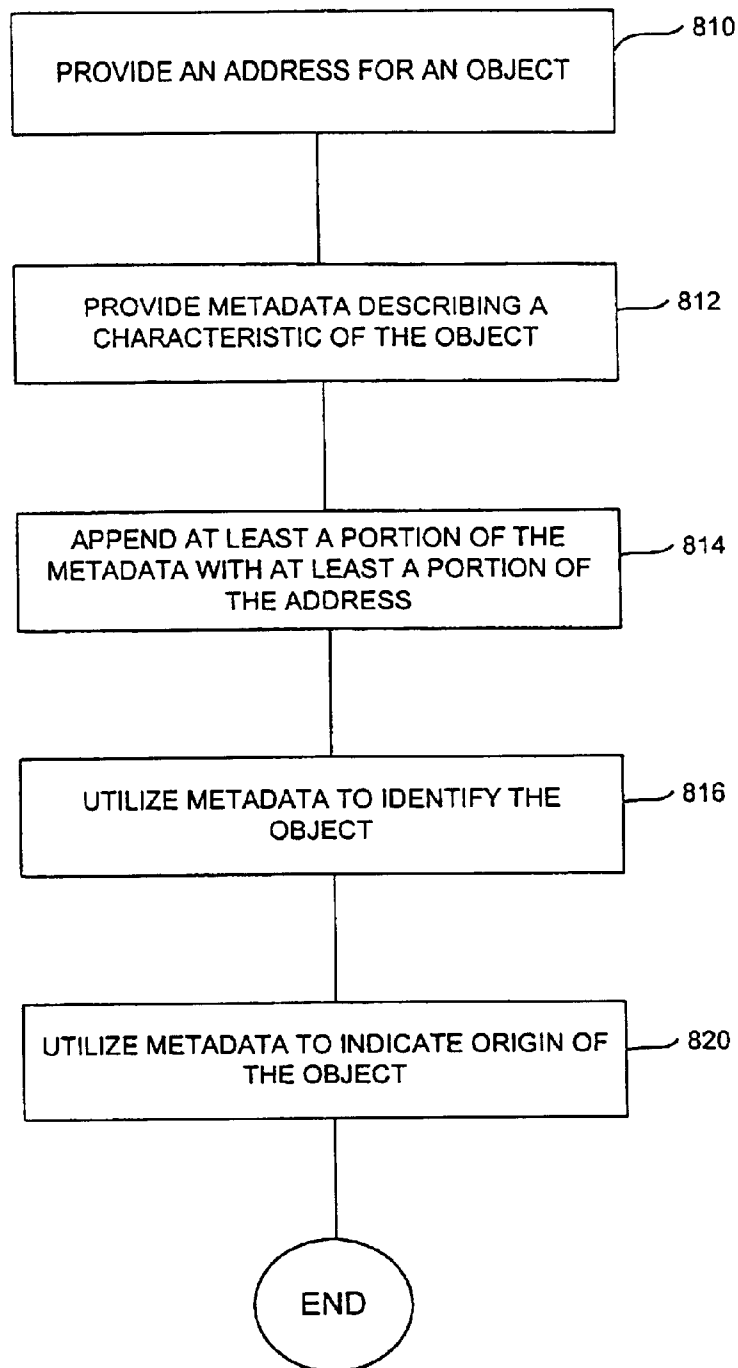 810
PROVIDE AN ADDRESS FOR AN OBJECT
812
PROVIDE METADATA DESCRIBING A
CHARACTERISTIC OF THE OBJECT
814
APPEND AT LEAST A PORTION OF THE
METADATA WITH AT LEAST A PORTION OF
THE ADDRESS
816
UTILIZE METADATA TO IDENTIFY THE
OBJECT
820
UTILIZE METADATA TO INDICATE ORIGIN OF
THE OBJECT
END